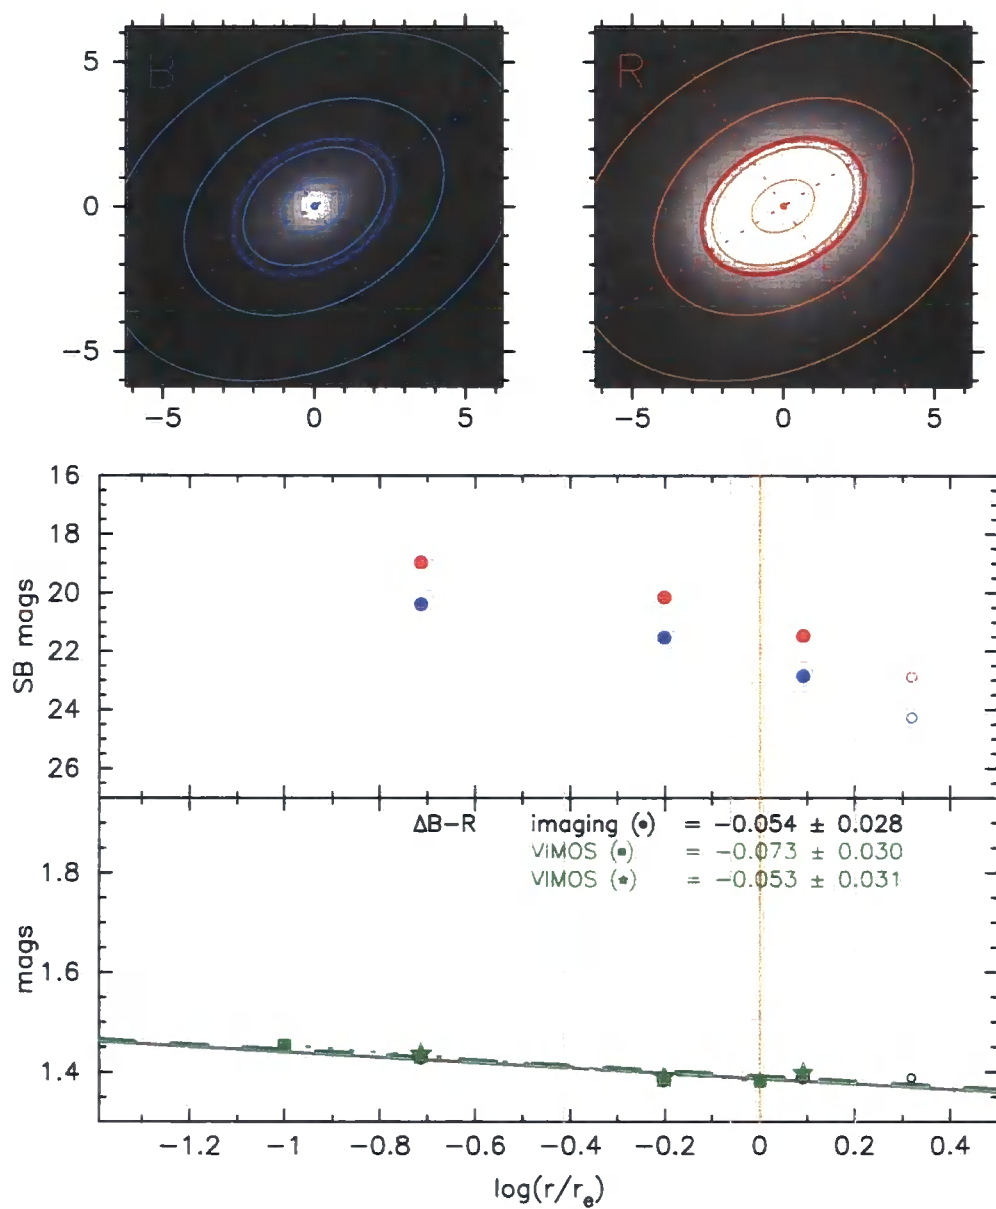 B
R
5
0
−5
−5 0 5
−5 0 5
16
18
20
22
24
26
SB mags
ΔB−R imaging (•) = −0.054 ± 0.028
VIMOS (■) = −0.073 ± 0.030
VIMOS (★) = −0.053 ± 0.031
1.8
1.6
1.4
mags
−1.2 −1 −0.8 −0.6 −0.4 −0.2 0 0.2 0.4
log(r/re)